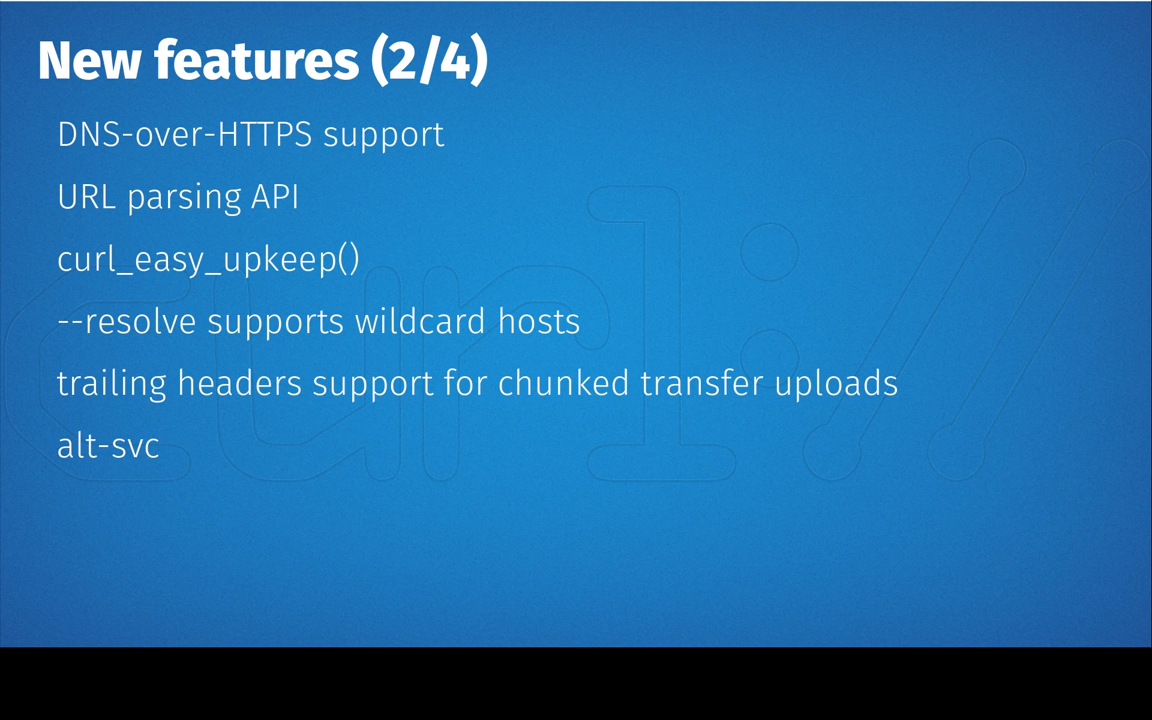 New features (2/4)
DNS-over-HTTPS support
URL parsing API
curl_easy_upkeep()
--resolve supports wildcard hosts
trailing headers support for chunked transfer uploads
alt-svc
curl://